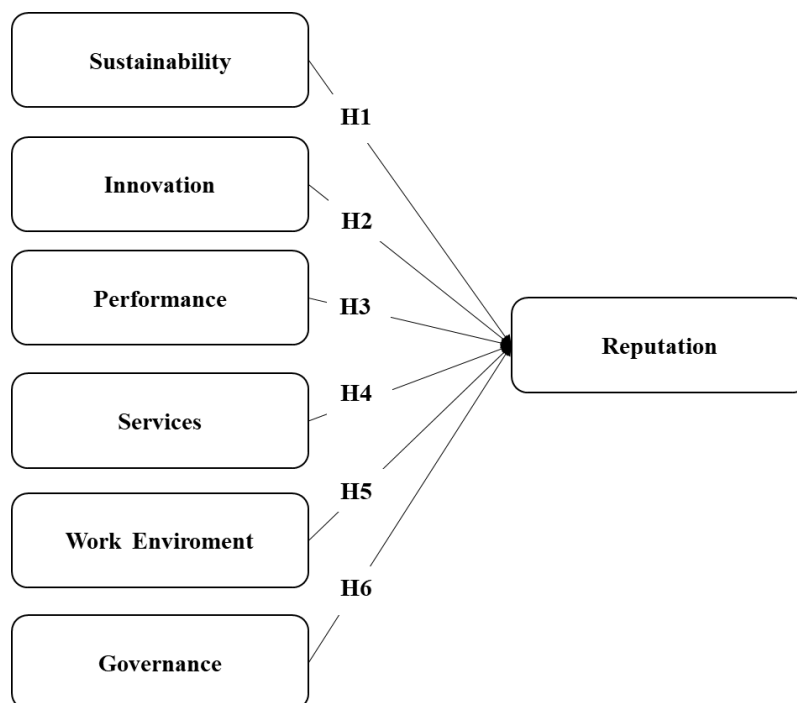 Sustainability
H1
Innovation
H2
Performance
H3
Reputation
H4
Services
H5
Work Enviroment
H6
Governance